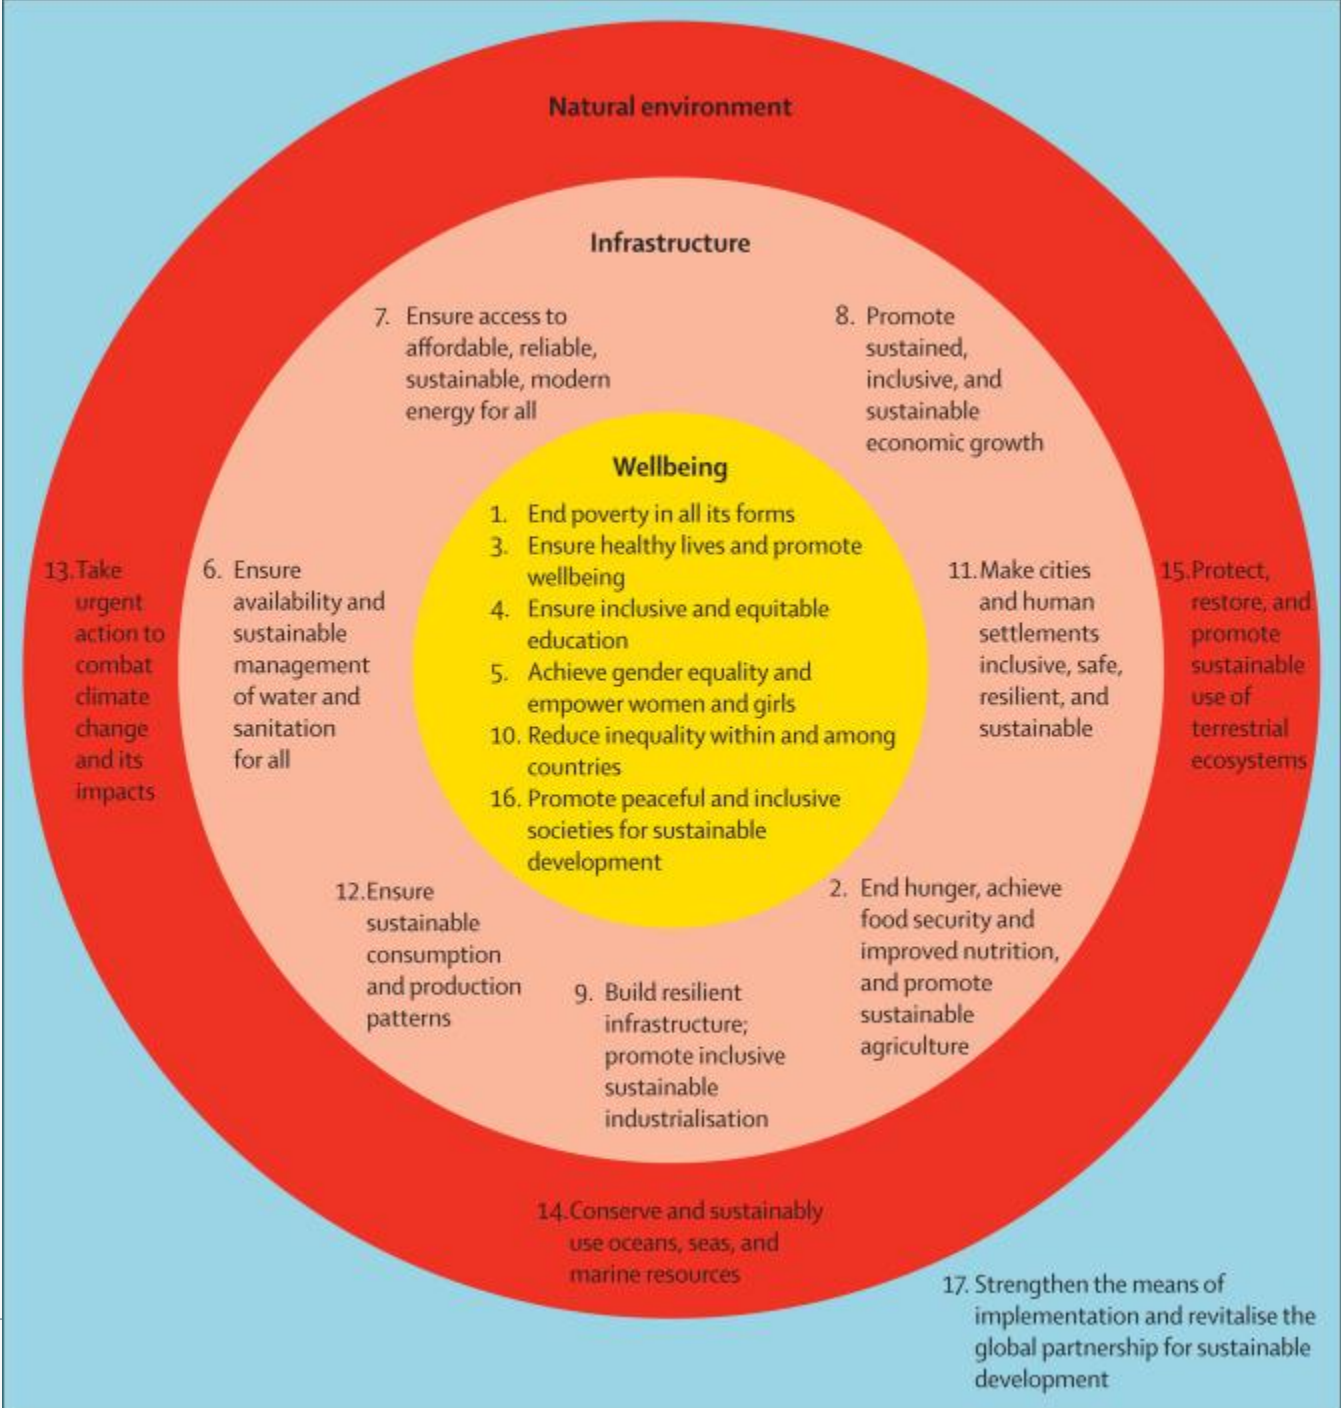 Natural environment
Infrastructure
7. Ensure access to
affordable, reliable,
sustainable, modern
energy for all
8. Promote
sustained,
inclusive, and
sustainable
economic growth
Wellbeing
1. End poverty in all its forms
3. Ensure healthy lives and promote
wellbeing
4. Ensure inclusive and equitable
education
5. Achieve gender equality and
empower women and girls
10. Reduce inequality within and among
countries
16. Promote peaceful and inclusive
societies for sustainable
development
13.Take
urgent
action to
combat
climate
change
and its
impacts
6. Ensure
availability and
sustainable
management
of water and
sanitation
for all
11.Make cities
and human
settlements
inclusive, safe,
resilient, and
sustainable
15.Protect,
restore, and
promote
sustainable
use of
terrestrial
ecosystems
12.Ensure
sustainable
consumption
and production
patterns
9. Build resilient
infrastructure;
promote inclusive
sustainable
industrialisation
2. End hunger, achieve
food security and
improved nutrition,
and promote
sustainable
agriculture
14.Conserve and sustainably
use oceans, seas, and
marine resources
17. Strengthen the means of
implementation and revitalise the
global partnership for sustainable
development